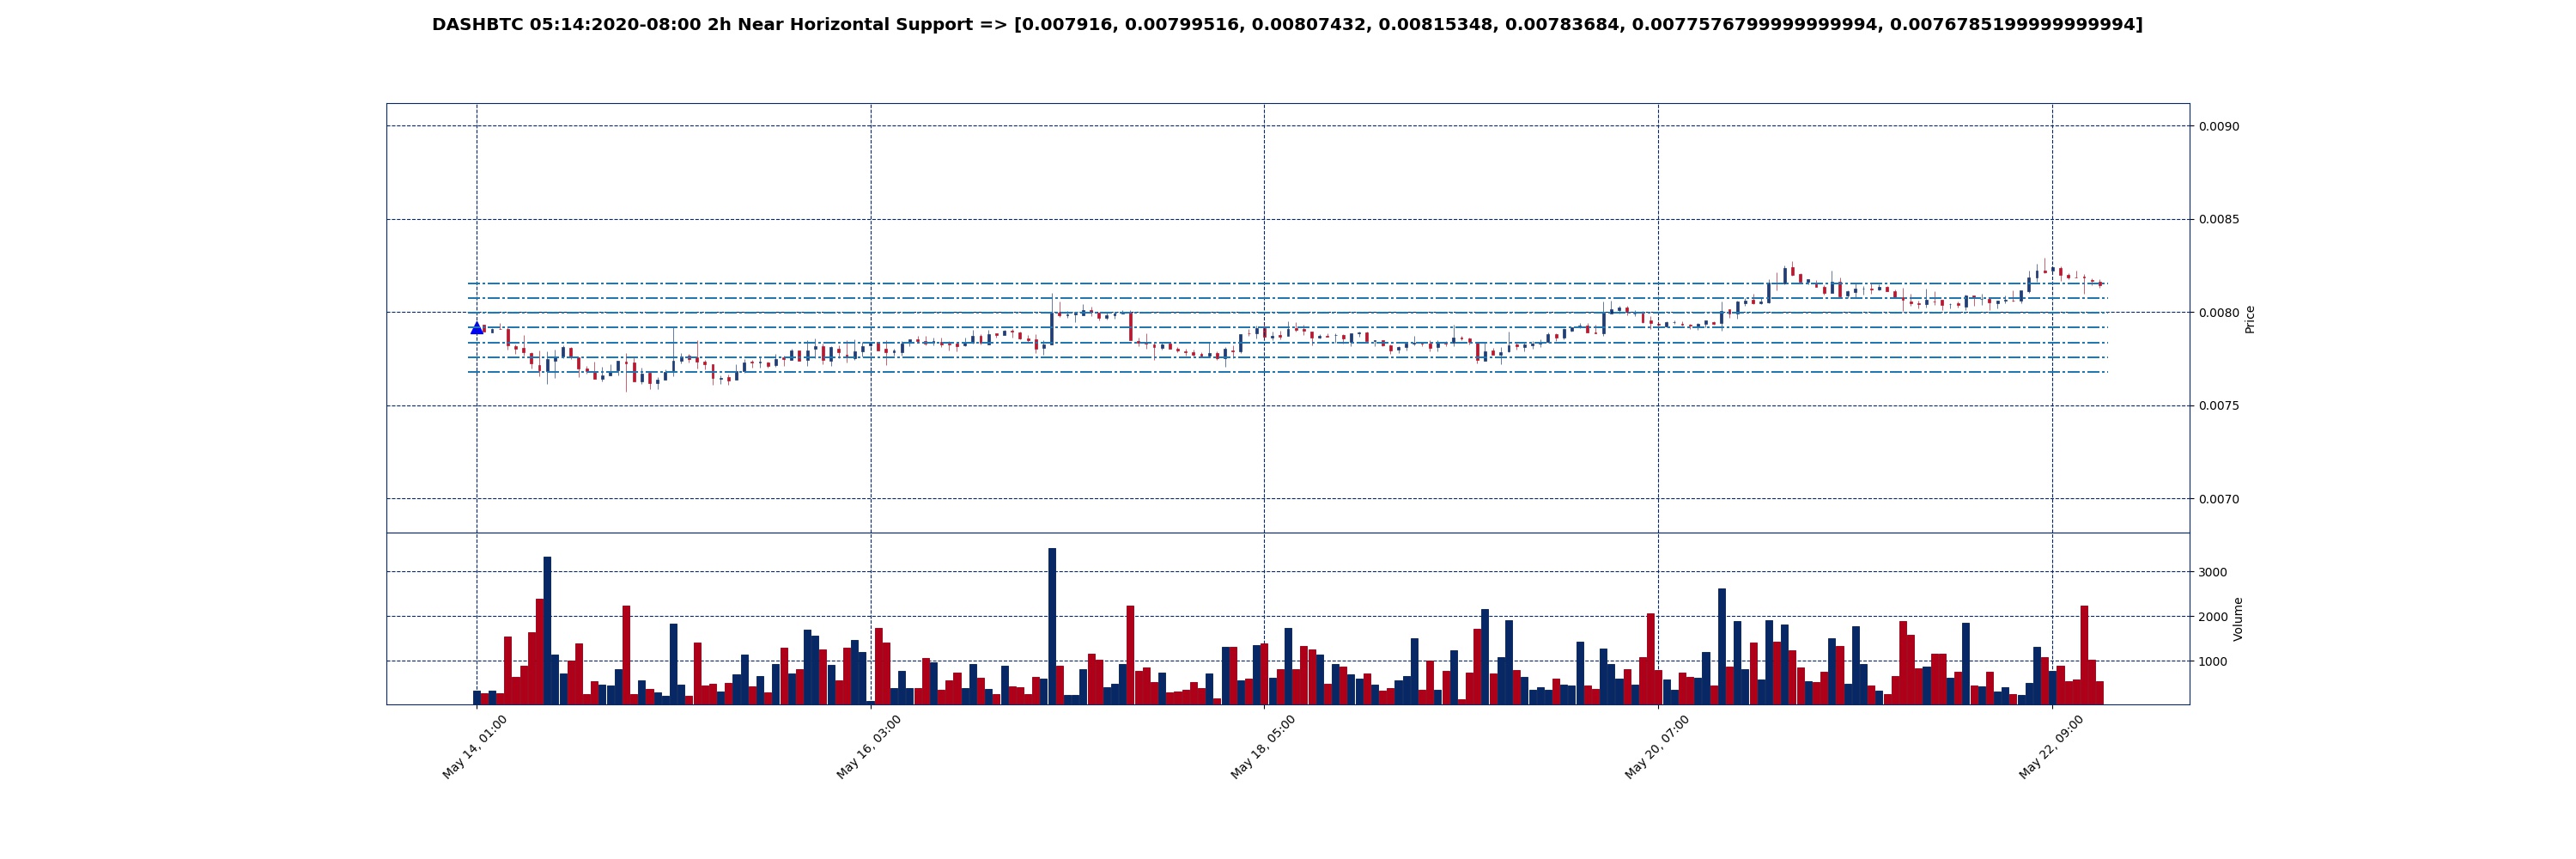 DASHBTC 05:14:2020-08:00 2h Near Horizontal Support => [0.007916, 0.00799516, 0.00807432, 0.00815348, 0.00783684, 0.0077576799999999994, 0.0076785199999999994]
0.0090
0.0085
0.0080
0.0075
0.0070
Price
3000
2000
1000
Volume
May 14, 01:00
May 16, 03:00
May 18, 05:00
May 20, 07:00
May 22, 09:00